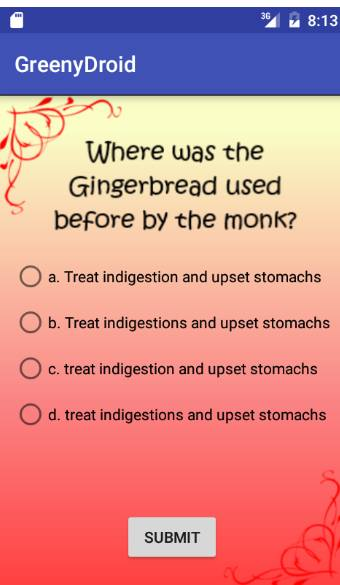 3G 8:13
GreenyDroid
Where was the
Gingerbread used
before by the monk?
a. Treat indigestion and upset stomachs
b. Treat indigestions and upset stomachs
c. treat indigestion and upset stomachs
d. treat indigestions and upset stomachs
SUBMIT